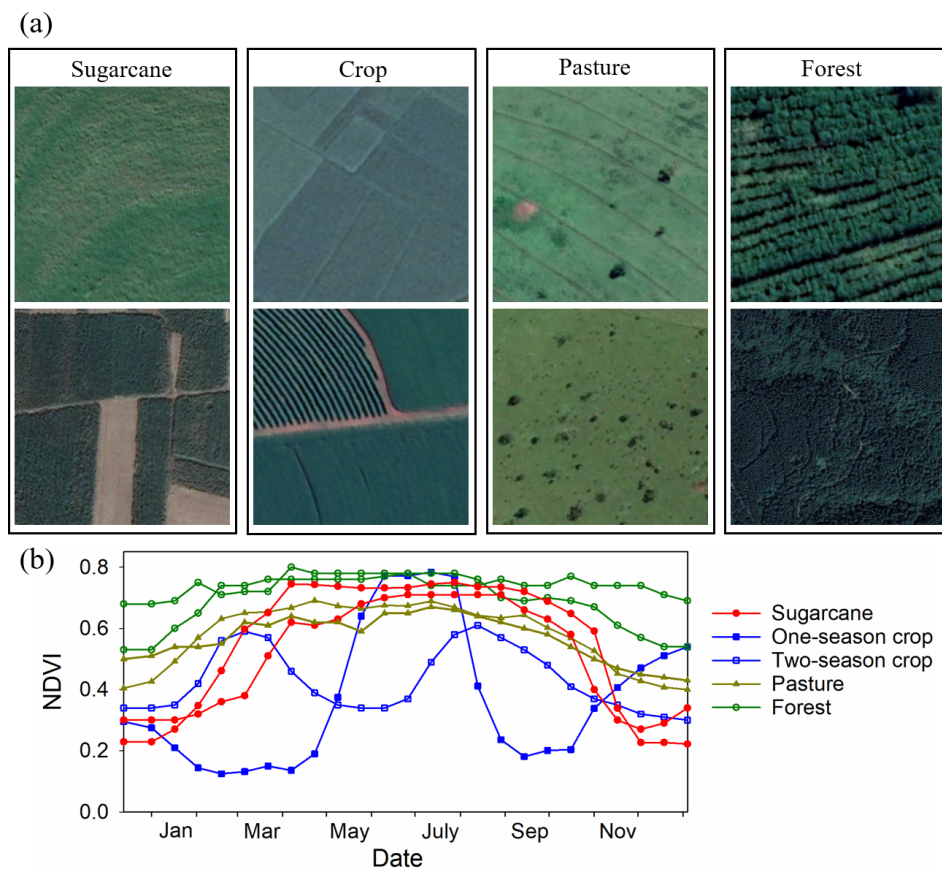 (a)
Sugarcane
Crop
Pasture
Forest
(b)
NDVI
0.8
0.6
0.4
0.2
0.0
Jan
Mar
May
July
Sep
Nov
Date
Sugarcane
One-season crop
Two-season crop
Pasture
Forest